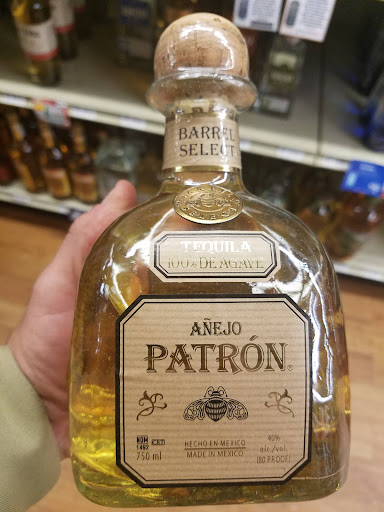 BARREL
SELECT
TEQUILA
100% DE AGAVE
AÑEJO
PATRÓN
HECHO EN MEXICO
MADE IN MEXICO
750 ml
1492
40%
alc./vol.
(80 PROOF)